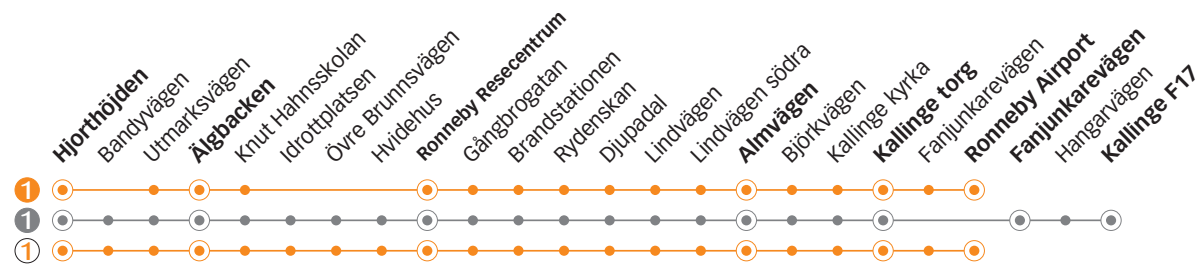 Hjorthöjden
Bandyvägen
Utmarksvägen
Älgbacken
Knut Hahnsskolan
Idrottplatsen
Övre Brunnsvägen
Hvidehus
Ronneby Resecentrum
Gångbrogatan
Brandstationen
Rydenskan
Djupadal
Lindvägen
Lindvägen södra
Almvägen
Björkvägen
Kallinge Kyrka
Kallinge torg
Fanjunkarevägen
Ronneby Airport
Fanjunkarevägen
Hangarvägen
Kallinge F17
1
1
1